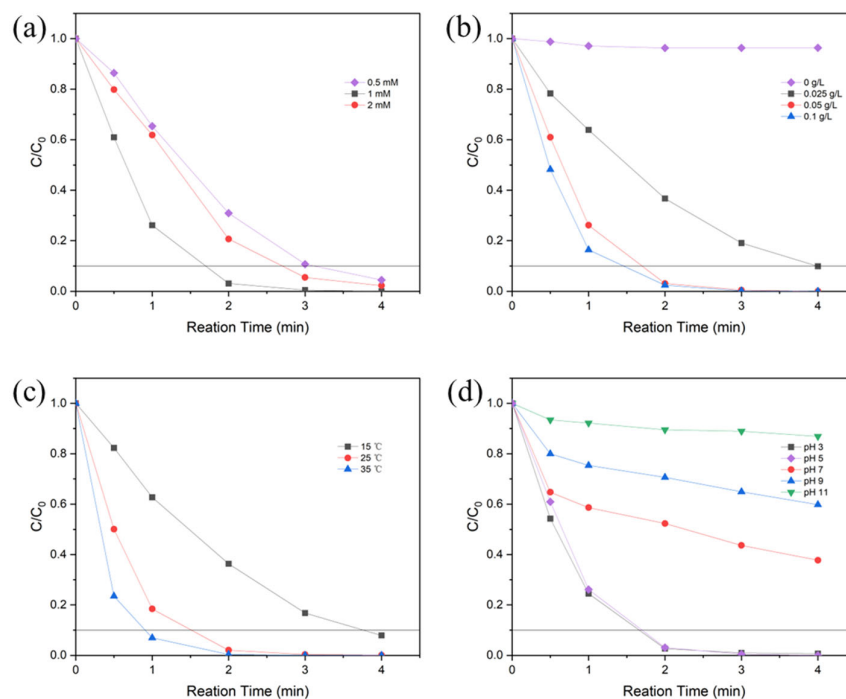 (a)
1.0
0.8
0.6
0.4
0.2
0.0
C/C0
0.5 mM
1 mM
2 mM
0 1 2 3 4
Reation Time (min)
(b)
1.0
0.8
0.6
0.4
0.2
0.0
C/C0
0 g/L
0.025 g/L
0.05 g/L
0.1 g/L
0 1 2 3 4
Reation Time (min)
(c)
1.0
0.8
0.6
0.4
0.2
0.0
C/C0
15 ℃
25 ℃
35 ℃
0 1 2 3 4
Reation Time (min)
(d)
1.0
0.8
0.6
0.4
0.2
0.0
C/C0
pH 3
pH 5
pH 7
pH 9
pH 11
0 1 2 3 4
Reation Time (min)